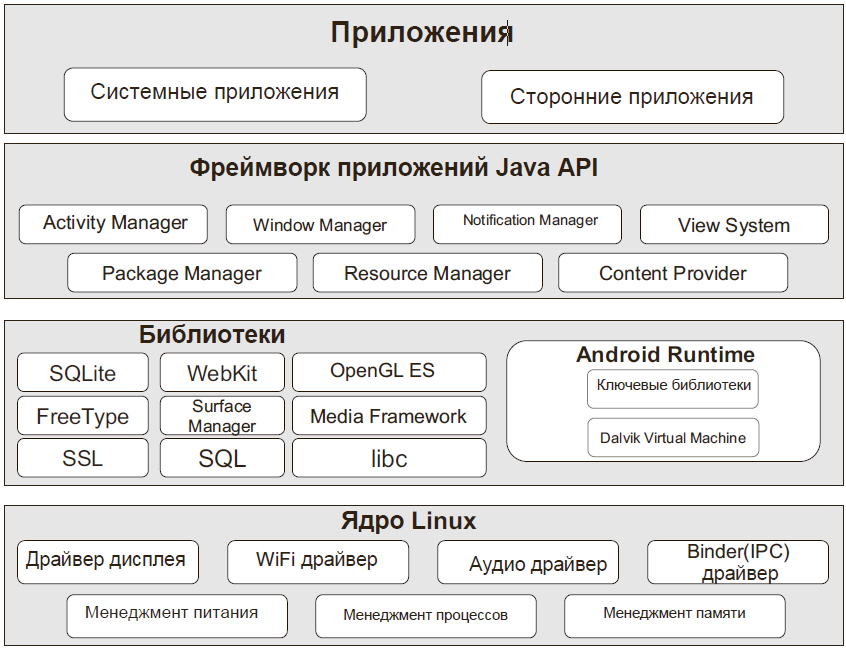 Приложения
Системные приложения
Сторонние приложения
Фреймворк приложений Java API
Activity Manager
Window Manager
Notification Manager
View System
Package Manager
Resource Manager
Content Provider
Библиотеки
SQLite
WebKit
OpenGL ES
FreeType
Surface
Manager
Media Framework
SSL
SQL
libc
Android Runtime
Ключевые библиотеки
Dalvik Virtual Machine
Ядро Linux
Драйвер дисплея
WiFi драйвер
Аудио драйвер
Binder(IPC)
драйвер
Менеджмент питания
Менеджмент процессов
Менеджмент памяти